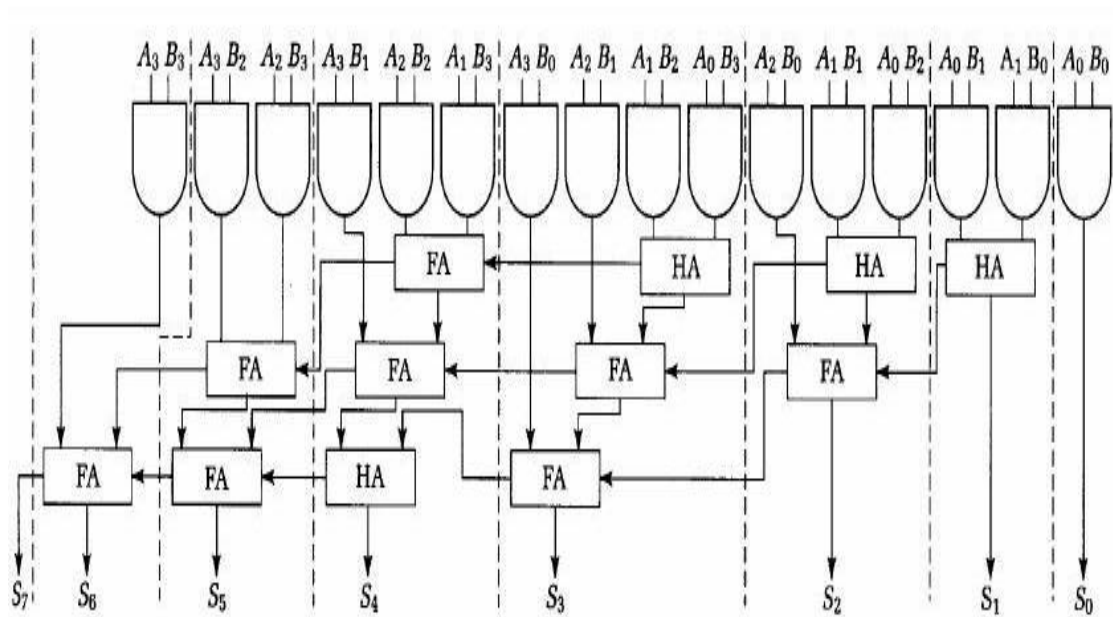 A₃ B₃ A₃ B₂ A₂ B₃ A₃ B₁ A₂ B₂ A₁ B₃ A₃ B₀ A₂ B₁ A₁ B₂ A₀ B₃ A₂ B₀ A₁ B₁ A₀ B₂ A₀ B₁ A₁ B₀ A₀ B₀
FA HA HA HA
FA FA FA FA
FA FA HA FA
S₇ S₆ S₅ S₄ S₃ S₂ S₁ S₀